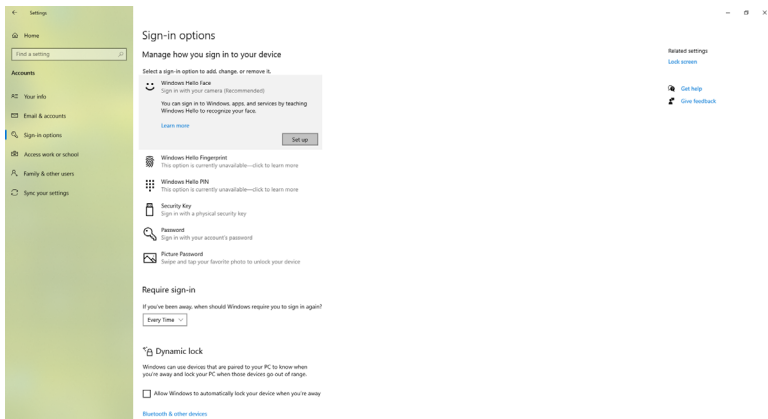 Settings
Home
Find a setting
Accounts
Your info
Email & accounts
Sign-in options
Access work or school
Family & other users
Sync your settings
Sign-in options
Manage how you sign in to your device
Select a sign-in option to add, change, or remove it.
Windows Hello Face
Sign in with your camera (Recommended)
You can sign in to Windows, apps, and services by teaching
Windows Hello to recognize your face.
Learn more
Set up
Windows Hello Fingerprint
This option is currently unavailable—click to learn more
Windows Hello PIN
This option is currently unavailable—click to learn more
Security Key
Sign in with a physical security key
Password
Sign in with your account's password
Picture Password
Swipe and tap your favorite photo to unlock your device
Require sign-in
If you've been away, when should Windows require you to sign in again?
Every Time
Dynamic lock
Windows can use devices that are paired to your PC to know when
you're away and lock your PC when those devices go out of range.
Allow Windows to automatically lock your device when you're away
Bluetooth & other devices
Related settings
Lock screen
Get help
Give feedback